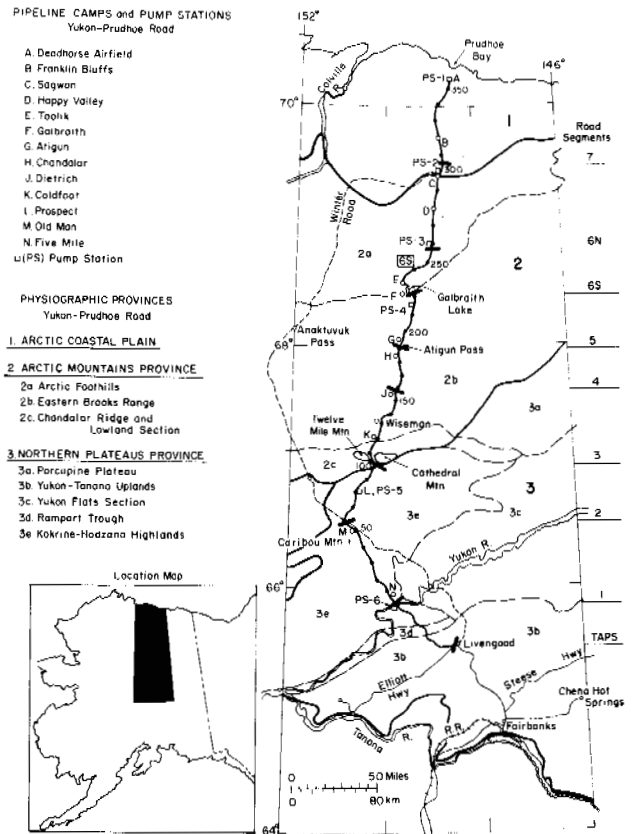 PIPELINE CAMPS and PUMP STATIONS
Yukon-Prudhoe Road
A. Deadhorse Airfield
B. Franklin Bluffs
C. Sagwon
D. Happy Valley
E. Toolik
F. Galbraith
G. Atigun
H. Chandalar
J. Dietrich
K. Coldfoot
L. Prospect
M. Old Man
N. Five Mile
□(PS) Pump Station
PHYSIOGRAPHIC PROVINCES
Yukon-Prudhoe Road
1. ARCTIC COASTAL PLAIN
2 ARCTIC MOUNTAINS PROVINCE
2a Arctic Foothills
2b. Eastern Brooks Range
2c. Chandalar Ridge and
Lowland Section
3. NORTHERN PLATEAUS PROVINCE
3a. Porcupine Plateau
3b. Yukon-Tanana Uplands
3c. Yukon Flats Section
3d. Rampart Trough
3e Kokrine-Hodzana Highlands
Location Map
152°
146°
Prudhoe
Bay
PS-1
A
350
Colville
R.
70°
1
Road
Segments
B
PS-2
7
300
C
Winter
Road
D
PS-3
6N
2a
6S
250
2
E
F
Galbraith
Lake
6S
PS-4
Anaktuvuk
Pass
200
68°
G
Atigun Pass
5
H
2b
4
J
150
3a
Twelve
Mile Mtn
Wiseman
K
3
2c
100
Cathedral
Mtn
3
L, PS-5
3e
3c
2
M
50
Caribou Mtn
Yukon R.
66°
N
1
PS-6
3e
3d
3b
TAPS
Livengood
3b
Elliott
Hwy
Steese
Hwy
Chena Hot
Springs
Tanana
R.
R.R.
Fairbanks
0 50 Miles
0 80 km
64°